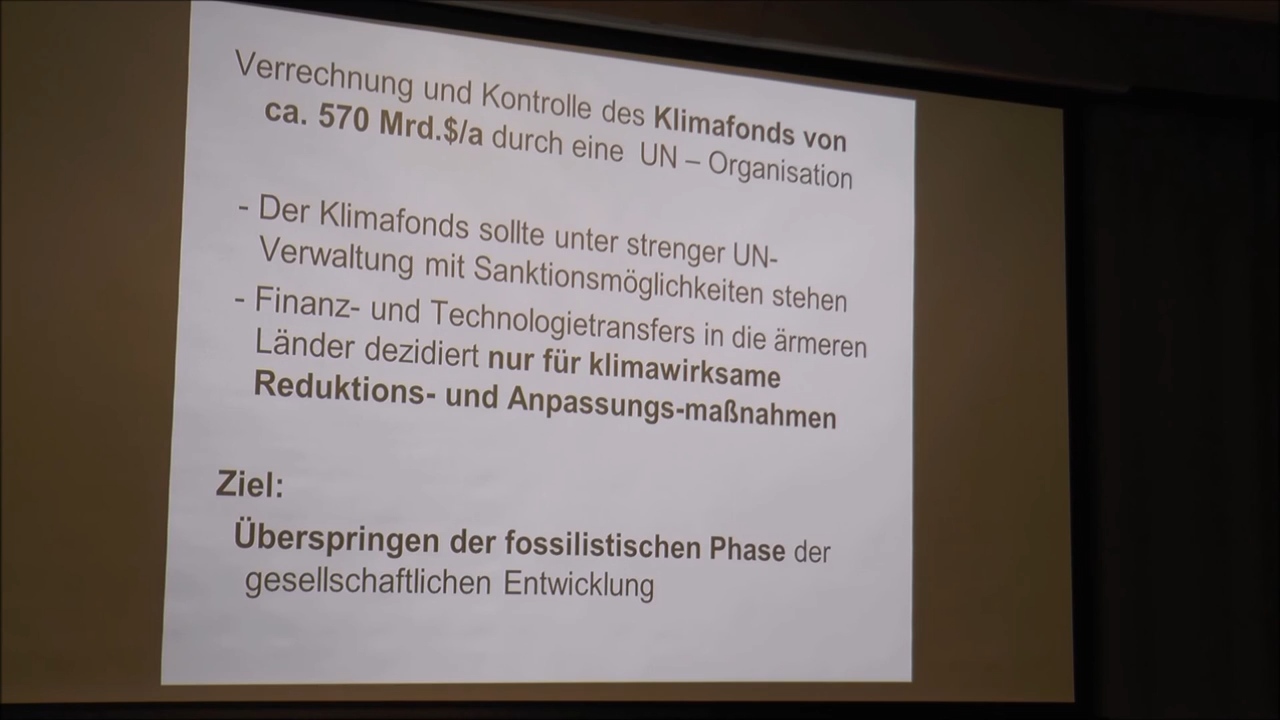 Verrechnung und Kontrolle des Klimafonds von
ca. 570 Mrd.$/a durch eine UN – Organisation
- Der Klimafonds sollte unter strenger UN-
Verwaltung mit Sanktionsmöglichkeiten stehen
- Finanz- und Technologietransfers in die ärmeren
Länder dezidiert nur für klimawirksame
Reduktions- und Anpassungs-maßnahmen
Ziel:
Überspringen der fossilistischen Phase der
gesellschaftlichen Entwicklung